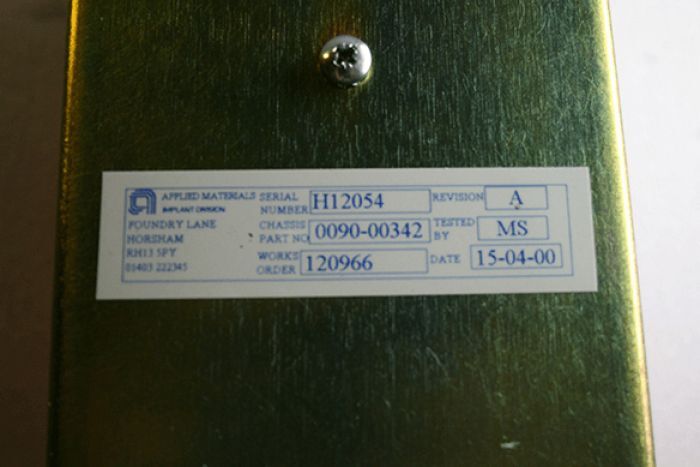 APPLIED MATERIALS
IMPLANT DIVISION
FOUNDRY LANE
HORSHAM
RH13 5PY
01403 222345
SERIAL NUMBER H12054
REVISION A
CHASSIS PART NO 0090-00342
TESTED BY MS
WORKS ORDER 120966
DATE 15-04-00